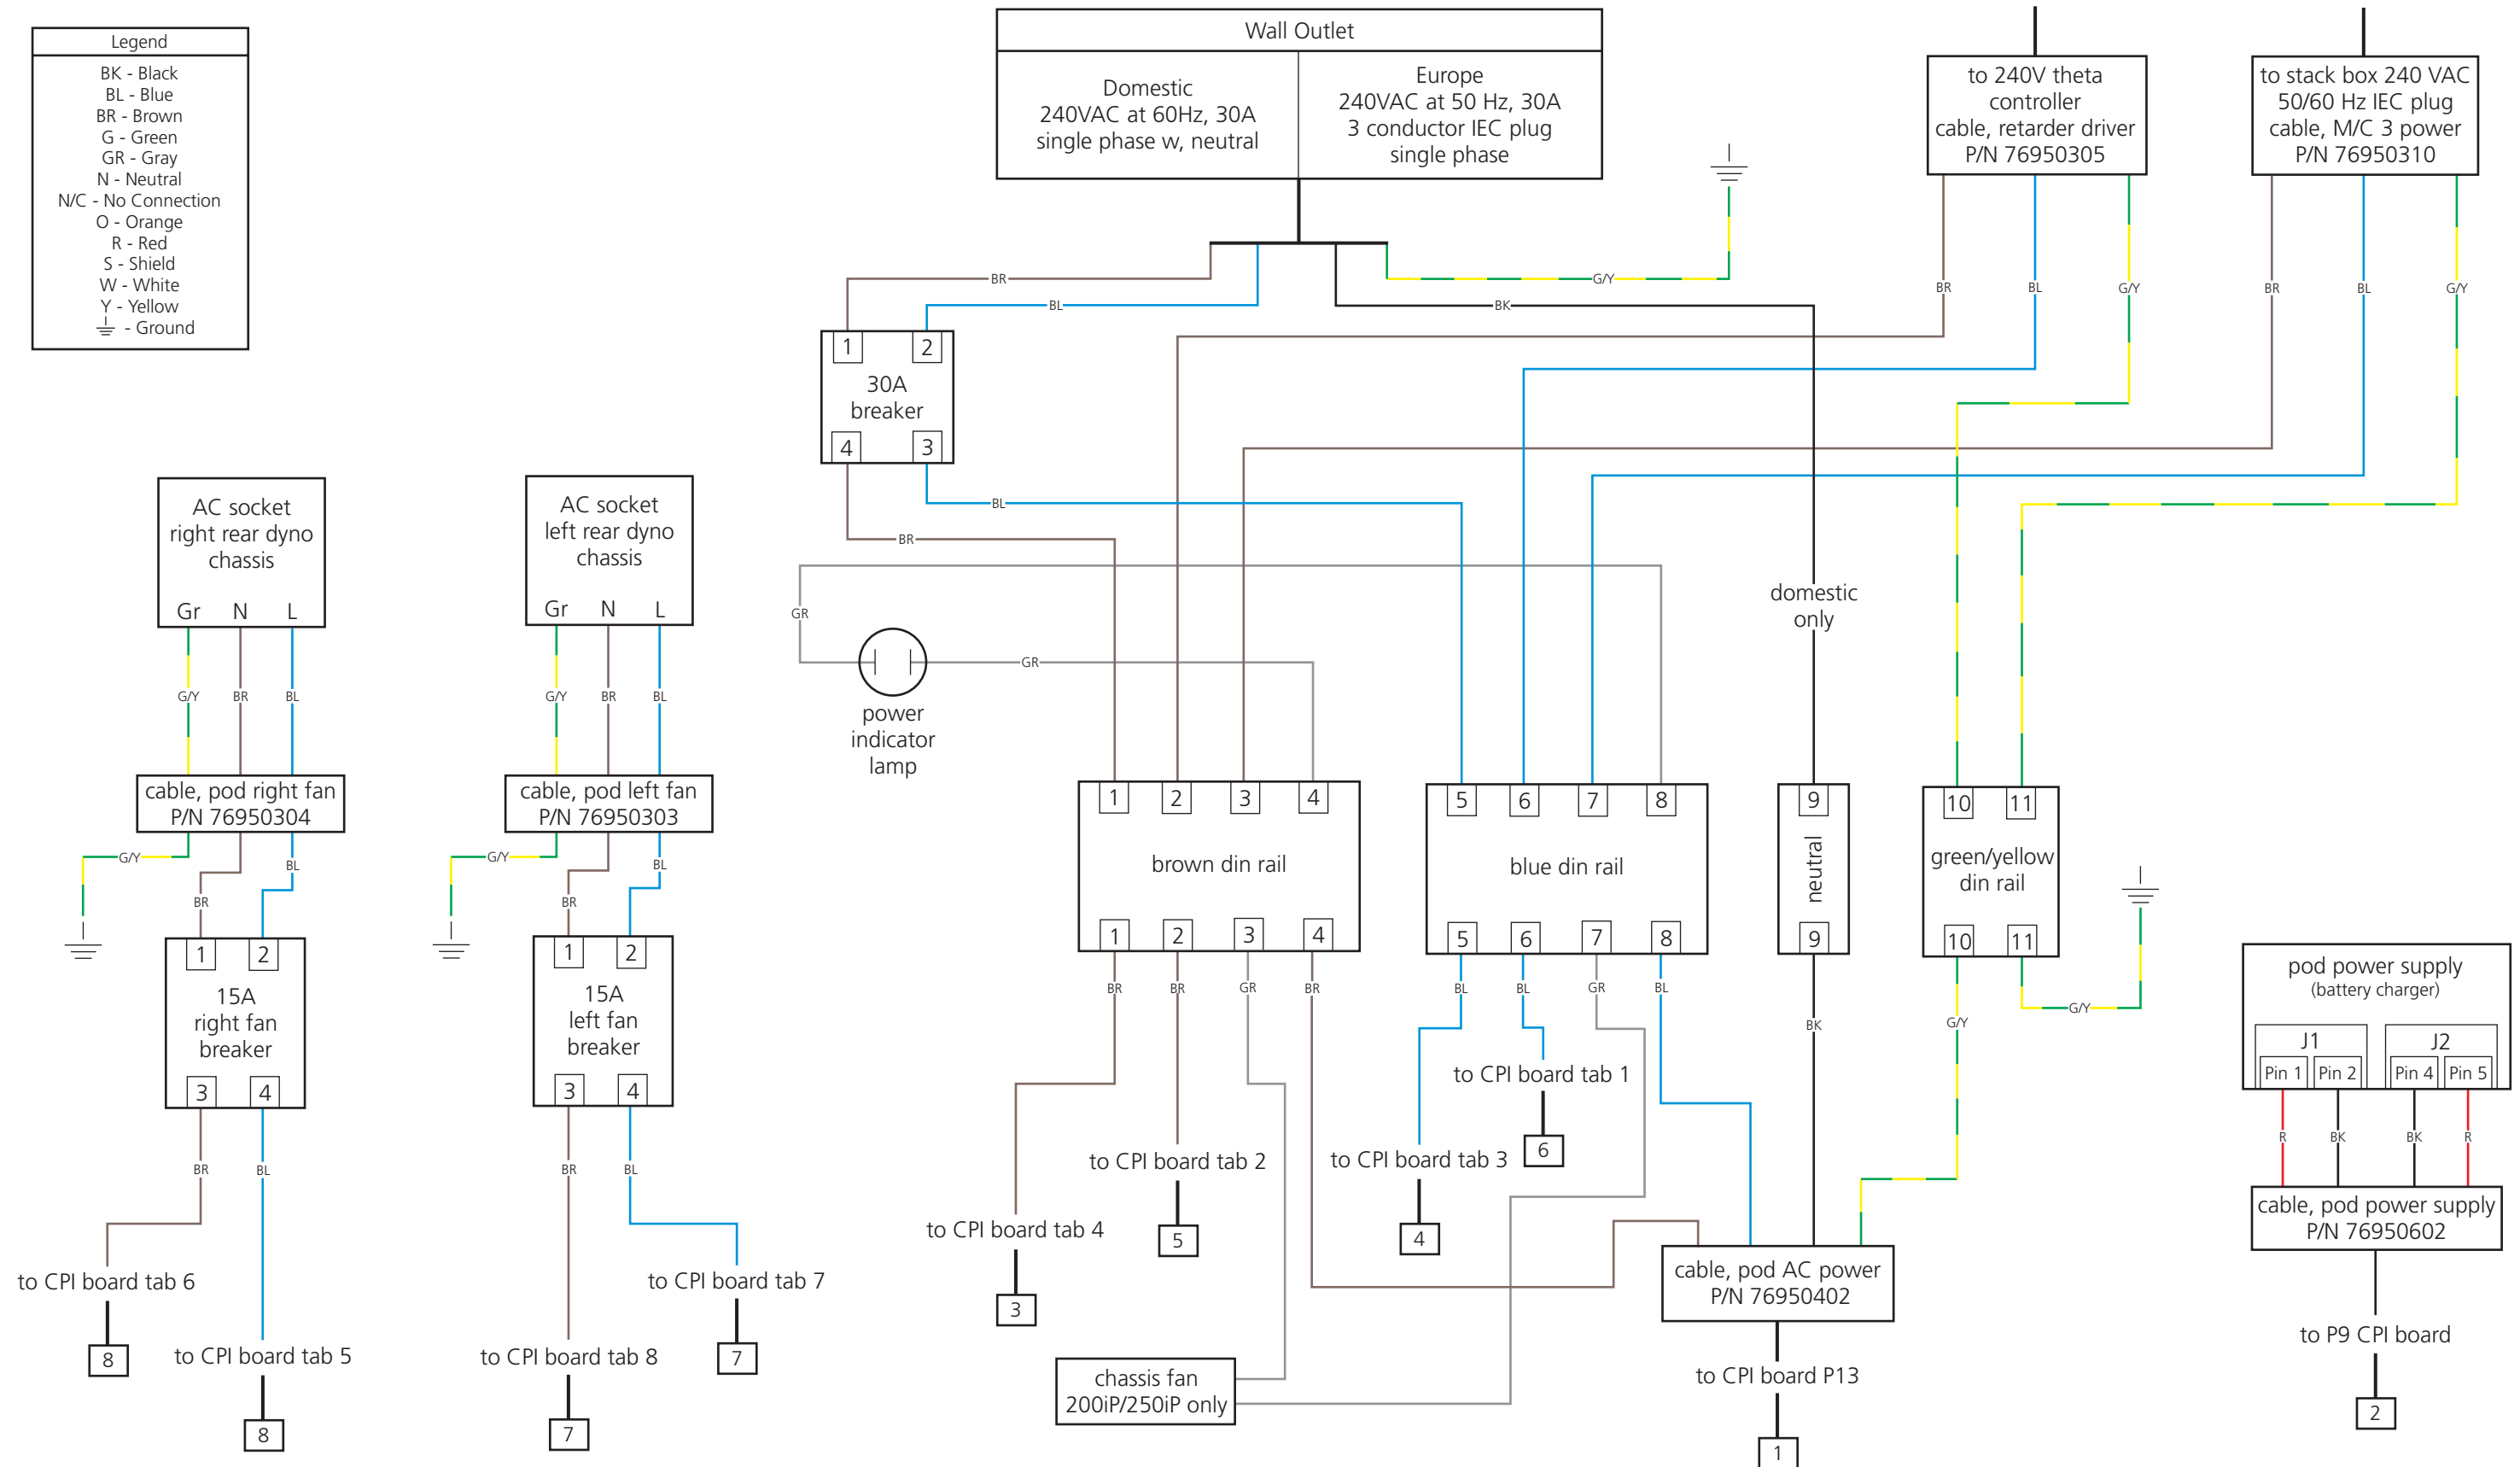 Legend
BK - Black
BL - Blue
BR - Brown
G - Green
GR - Gray
N - Neutral
N/C - No Connection
O - Orange
R - Red
S - Shield
W - White
Y - Yellow
- Ground
Wall Outlet
Domestic
240VAC at 60Hz, 30A
single phase w, neutral
Europe
240VAC at 50 Hz, 30A
3 conductor IEC plug
single phase
to 240V theta
controller
cable, retarder driver
P/N 76950305
to stack box 240 VAC
50/60 Hz IEC plug
cable, M/C 3 power
P/N 76950310
BR
BL
BK
G/Y
BR
BL
G/Y
BR
BL
G/Y
1
2
30A
breaker
4
3
BL
BR
GR
GR
power
indicator
lamp
domestic
only
AC socket
right rear dyno
chassis
Gr
N
L
G/Y
BR
BL
cable, pod right fan
P/N 76950304
G/Y
BR
BL
1
2
15A
right fan
breaker
3
4
BR
BL
to CPI board tab 6
8
to CPI board tab 5
8
AC socket
left rear dyno
chassis
Gr
N
L
G/Y
BR
BL
cable, pod left fan
P/N 76950303
G/Y
BR
BL
1
2
15A
left fan
breaker
3
4
BR
BL
to CPI board tab 7
7
to CPI board tab 8
7
1
2
3
4
brown din rail
1
2
3
4
BR
BR
GR
BR
to CPI board tab 4
3
to CPI board tab 2
5
chassis fan
200iP/250iP only
5
6
7
8
blue din rail
5
6
7
8
BL
BL
GR
BL
to CPI board tab 1
6
to CPI board tab 3
4
9
neutral
9
BK
10
11
green/yellow
din rail
10
11
G/Y
G/Y
cable, pod AC power
P/N 76950402
to CPI board P13
1
pod power supply
(battery charger)
J1
J2
Pin 1
Pin 2
Pin 4
Pin 5
R
BK
BK
R
cable, pod power supply
P/N 76950602
to P9 CPI board
2